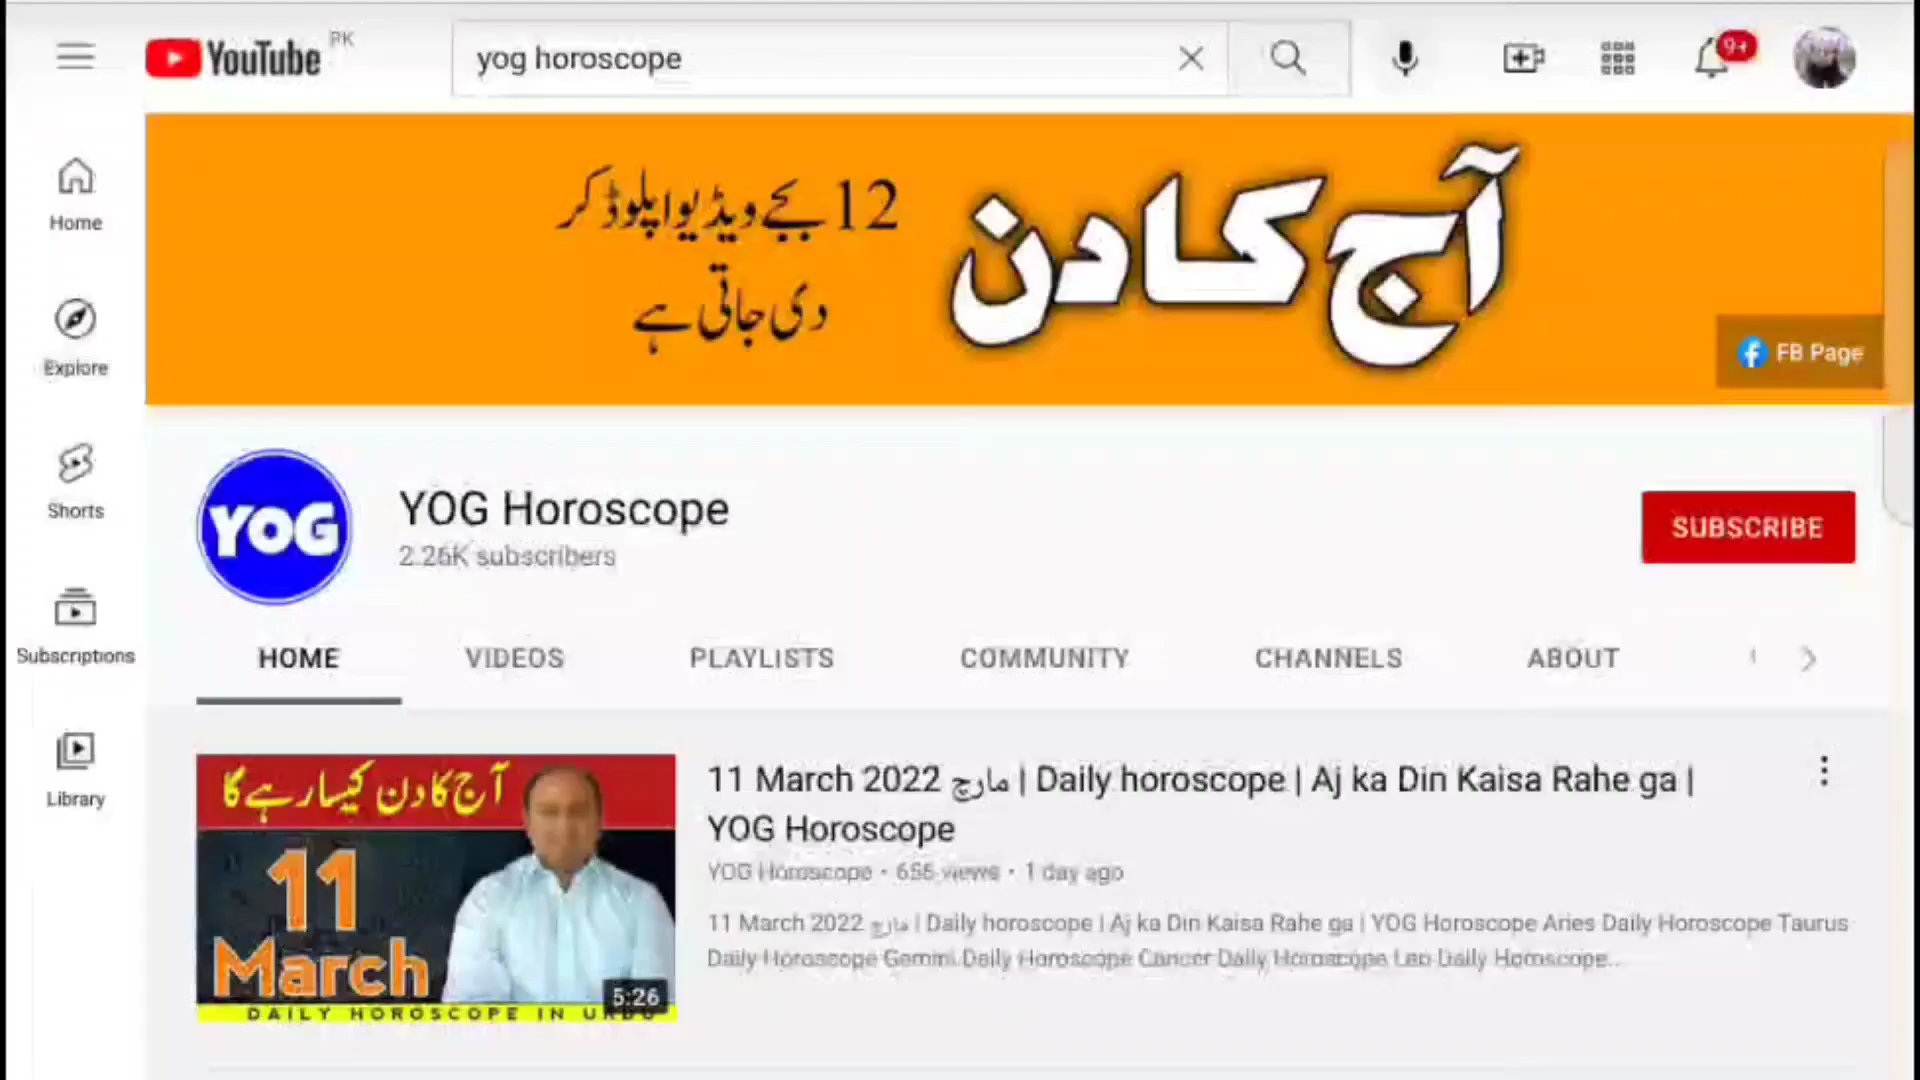 YouTube PK
yog horoscope
9+
Home
Explore
Shorts
Subscriptions
Library
آج کا دن
12 بجے ویڈیو اپلوڈ کر
دی جاتی ہے
FB Page
YOG
YOG Horoscope
2.26K subscribers
SUBSCRIBE
HOME VIDEOS PLAYLISTS COMMUNITY CHANNELS ABOUT
آج کا دن کیسا رہے گا
11
March
5:26
DAILY HOROSCOPE IN URDU
11 March 2022 مارچ | Daily horoscope | Aj ka Din Kaisa Rahe ga |
YOG Horoscope
YOG Horoscope • 656 views • 1 day ago
11 March 2022 مارچ | Daily horoscope | Aj ka Din Kaisa Rahe ga | YOG Horoscope Aries Daily Horoscope Taurus
Daily Horoscope Gemini Daily Horoscope Cancer Daily Horoscope Leo Daily Horoscope...